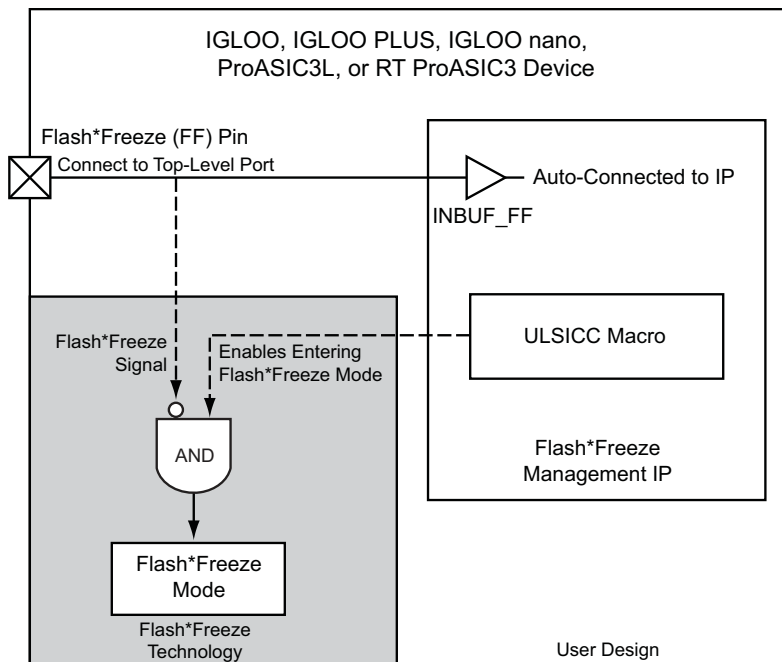 IGLOO, IGLOO PLUS, IGLOO nano,
ProASIC3L, or RT ProASIC3 Device
Flash*Freeze (FF) Pin
Connect to Top-Level Port
Auto-Connected to IP
INBUF_FF
ULSICC Macro
Flash*Freeze
Signal
Enables Entering
Flash*Freeze Mode
AND
Flash*Freeze
Management IP
Flash*Freeze
Mode
Flash*Freeze
Technology
User Design